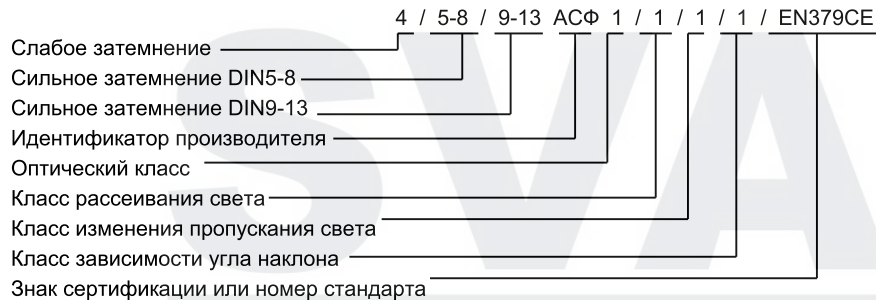 4 / 5-8 / 9-13 АСФ 1 / 1 / 1 / 1 / EN379CE
Слабое затемнение
Сильное затемнение DIN5-8
Сильное затемнение DIN9-13
Идентификатор производителя
Оптический класс
Класс рассеивания света
Класс изменения пропускания света
Класс зависимости угла наклона
Знак сертификации или номер стандарта
SVA